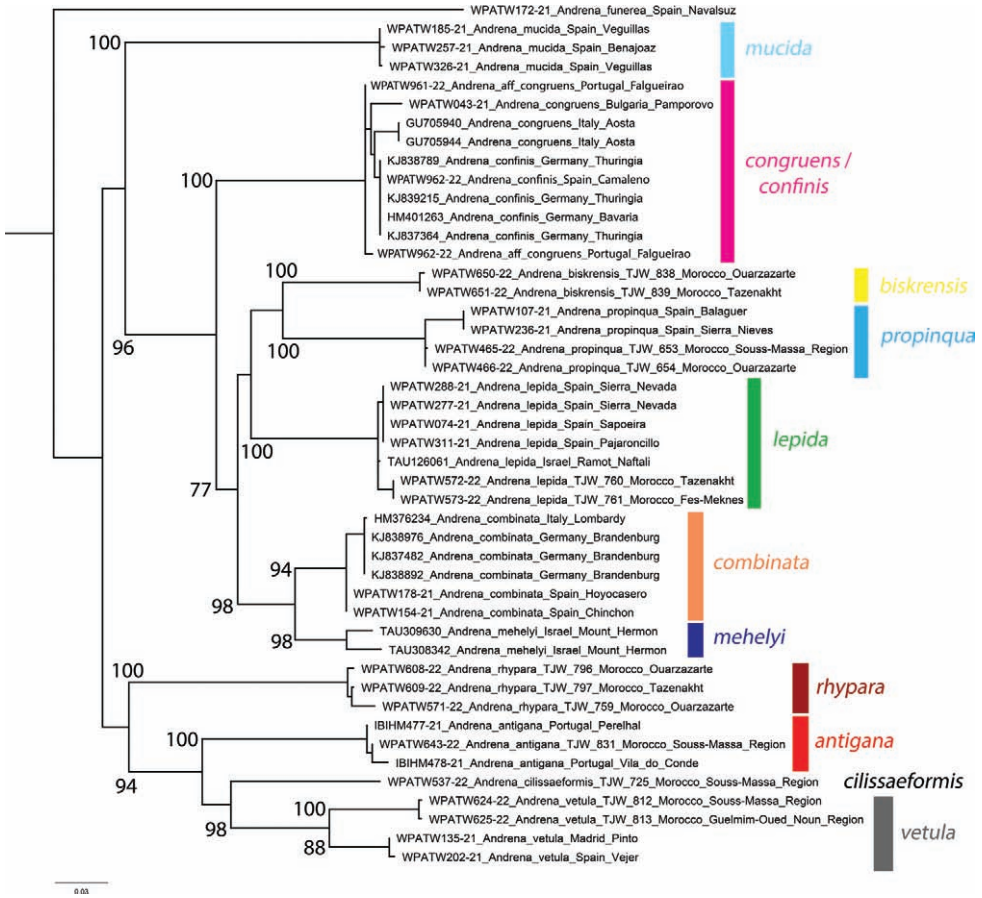 WPATW172-21_Andrena_funerea_Spain_Navalsuz
WPATW185-21_Andrena_mucida_Spain_Veguillas
100
WPATW257-21_Andrena_mucida_Spain_Benajoaz
mucida
WPATW326-21_Andrena_mucida_Spain_Veguillas
WPATW961-22_Andrena_aff_congruens_Portugal_Falgueirao
WPATW043-21_Andrena_congruens_Bulgaria_Pamporovo
GU705940_Andrena_congruens_Italy_Aosta
GU705944_Andrena_congruens_Italy_Aosta
KJ838789_Andrena_confinis_Germany_Thuringia
congruens /
100
WPATW962-22_Andrena_confinis_Spain_Camaleno
confinis
KJ839215_Andrena_confinis_Germany_Thuringia
HM401263_Andrena_confinis_Germany_Bavaria
KJ837364_Andrena_confinis_Germany_Thuringia
WPATW962-22_Andrena_aff_congruens_Portugal_Falgueirao
100
WPATW650-22_Andrena_biskrensis_TJW_838_Morocco_Ouarzazarte
biskrensis
WPATW651-22_Andrena_biskrensis_TJW_839_Morocco_Tazenakht
WPATW107-21_Andrena_propinqua_Spain_Balaguer
WPATW236-21_Andrena_propinqua_Spain_Sierra_Nieves
propinqua
96
100
WPATW465-22_Andrena_propinqua_TJW_653_Morocco_Souss-Massa_Region
WPATW466-22_Andrena_propinqua_TJW_654_Morocco_Ouarzazarte
WPATW288-21_Andrena_lepida_Spain_Sierra_Nevada
WPATW277-21_Andrena_lepida_Spain_Sierra_Nevada
WPATW074-21_Andrena_lepida_Spain_Sapoeira
WPATW311-21_Andrena_lepida_Spain_Pajaroncillo
lepida
100
TAU126061_Andrena_lepida_Israel_Ramot_Naftali
WPATW572-22_Andrena_lepida_TJW_760_Morocco_Tazenakht
77
WPATW573-22_Andrena_lepida_TJW_761_Morocco_Fes-Meknes
HM376234_Andrena_combinata_Italy_Lombardy
KJ838976_Andrena_combinata_Germany_Brandenburg
KJ837482_Andrena_combinata_Germany_Brandenburg
combinata
94
KJ838892_Andrena_combinata_Germany_Brandenburg
WPATW178-21_Andrena_combinata_Spain_Hoyocasero
98
WPATW154-21_Andrena_combinata_Spain_Chinchon
TAU309630_Andrena_mehelyi_Israel_Mount_Hermon
mehelyi
98
TAU308342_Andrena_mehelyi_Israel_Mount_Hermon
100
WPATW608-22_Andrena_rhypara_TJW_796_Morocco_Ouarzazarte
WPATW609-22_Andrena_rhypara_TJW_797_Morocco_Tazenakht
rhypara
WPATW571-22_Andrena_rhypara_TJW_759_Morocco_Ouarzazarte
IBIHM477-21_Andrena_antigana_Portugal_Perelhal
100
WPATW643-22_Andrena_antigana_TJW_831_Morocco_Souss-Massa_Region
antigana
IBIHM478-21_Andrena_antigana_Portugal_Vila_do_Conde
94
WPATW537-22_Andrena_cilissaeformis_TJW_725_Morocco_Souss-Massa_Region
cilissaeformis
100
WPATW624-22_Andrena_vetula_TJW_812_Morocco_Souss-Massa_Region
98
WPATW625-22_Andrena_vetula_TJW_813_Morocco_Guelmim-Oued_Noun_Region
vetula
WPATW135-21_Andrena_vetula_Madrid_Pinto
88
WPATW202-21_Andrena_vetula_Spain_Vejer
0.03